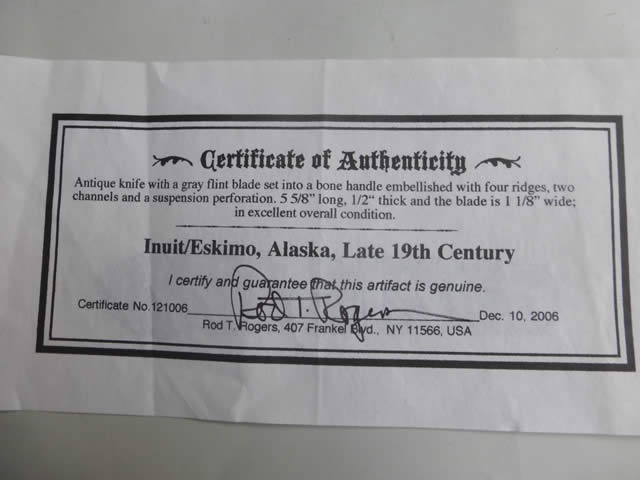 Certificate of Authenticity
Antique knife with a gray flint blade set into a bone handle embellished with four ridges, two
channels and a suspension perforation. 5 5/8" long, 1/2" thick and the blade is 1 1/8" wide;
in excellent overall condition.
Inuit/Eskimo, Alaska, Late 19th Century
I certify and guarantee that this artifact is genuine.
Certificate No.121006 Rod T. Rogers Dec. 10, 2006
Rod T. Rogers, 407 Frankel Blvd., NY 11566, USA